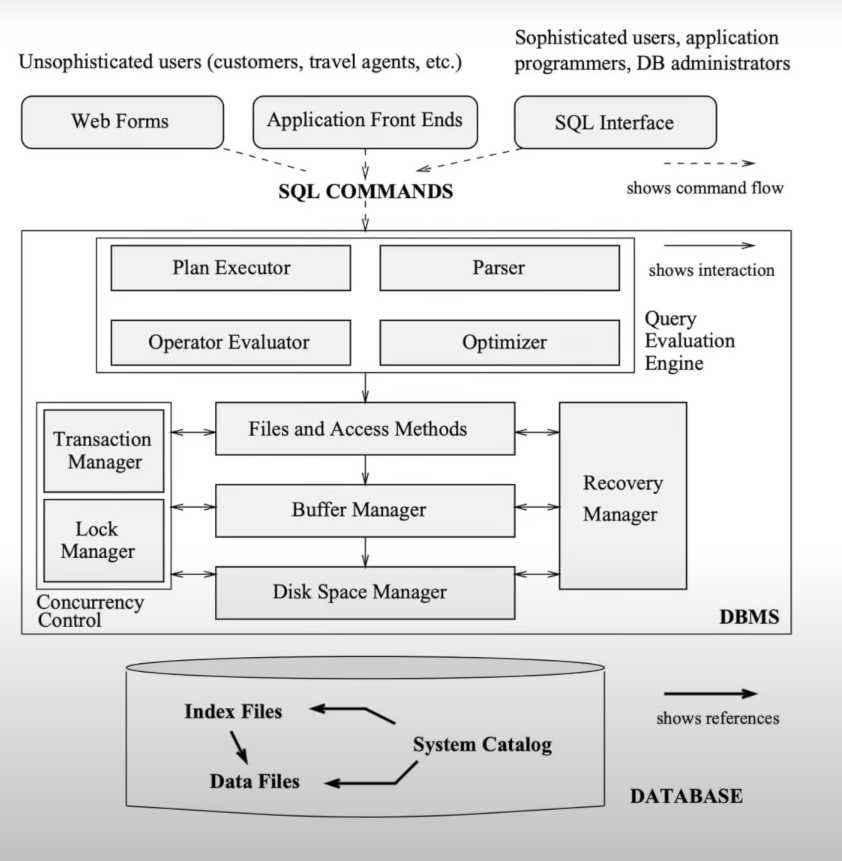 Sophisticated users, application
Unsophisticated users (customers, travel agents, etc.)
programmers, DB administrators
Web Forms
Application Front Ends
SQL Interface
SQL COMMANDS
shows command flow
Plan Executor
Parser
shows interaction
Operator Evaluator
Optimizer
Query
Evaluation
Engine
Transaction
Manager
Files and Access Methods
Recovery
Manager
Buffer Manager
Lock
Manager
Disk Space Manager
Concurrency
Control
DBMS
Index Files
System Catalog
Data Files
shows references
DATABASE